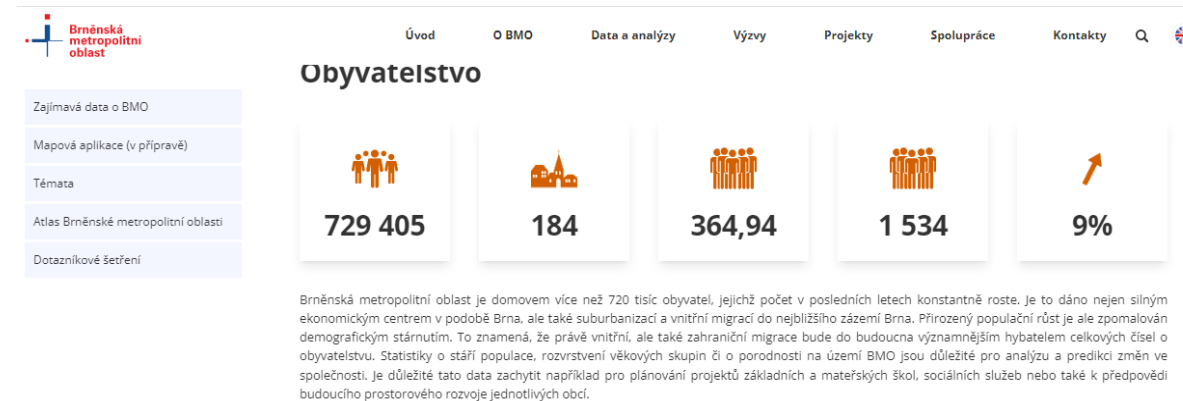 Brněnská
metropolitní
oblast
Úvod O BMO Data a analýzy Výzvy Projekty Spolupráce Kontakty
Obyvatelstvo
Zajímavá data o BMO
Mapová aplikace (v přípravě)
Témata
Atlas Brněnské metropolitní oblasti
Dotazníkové šetření
729 405 184 364,94 1 534 9%
Brněnská metropolitní oblast je domovem více než 720 tisíc obyvatel, jejichž počet v posledních letech konstantně roste. Je to dáno nejen silným
ekonomickým centrem v podobě Brna, ale také suburbanizací a vnitřní migrací do nejbližšího zázemí Brna. Přirozený populační růst je ale zpomalován
demografickým stárnutím. To znamená, že právě vnitřní, ale také zahraniční migrace bude do budoucna významnějším hybatelem celkových čísel o
obyvatelstvu. Statistiky o stáří populace, rozvrstvení věkových skupin či o porodnosti na území BMO jsou důležité pro analýzu a predikci změn ve
společnosti. Je důležité tato data zachytit například pro plánování projektů základních a mateřských škol, sociálních služeb nebo také k předpovědi
budoucího prostorového rozvoje jednotlivých obcí.